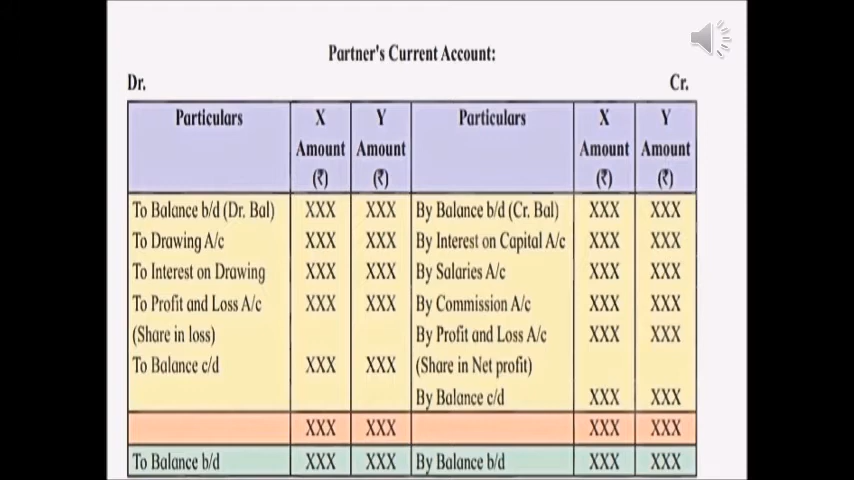 Partner's Current Account:
Dr. Cr.
Particulars X Y Particulars X Y
Amount Amount Amount Amount
(₹) (₹) (₹) (₹)
To Balance b/d (Dr. Bal) XXX XXX By Balance b/d (Cr. Bal) XXX XXX
To Drawing A/c XXX XXX By Interest on Capital A/c XXX XXX
To Interest on Drawing XXX XXX By Salaries A/c XXX XXX
To Profit and Loss A/c XXX XXX By Commission A/c XXX XXX
(Share in loss) By Profit and Loss A/c XXX XXX
To Balance c/d XXX XXX (Share in Net profit)
By Balance c/d XXX XXX
XXX XXX XXX XXX
To Balance b/d XXX XXX By Balance b/d XXX XXX